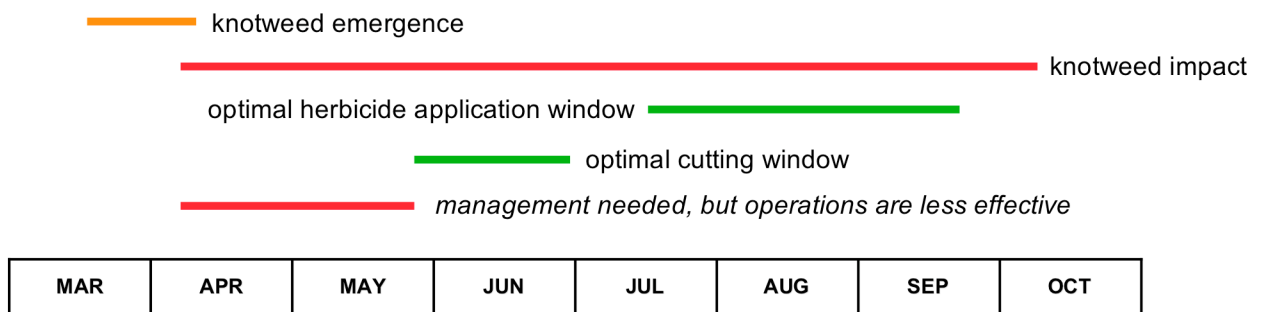 knotweed emergence
knotweed impact
optimal herbicide application window
optimal cutting window
management needed, but operations are less effective
MAR APR MAY JUN JUL AUG SEP OCT